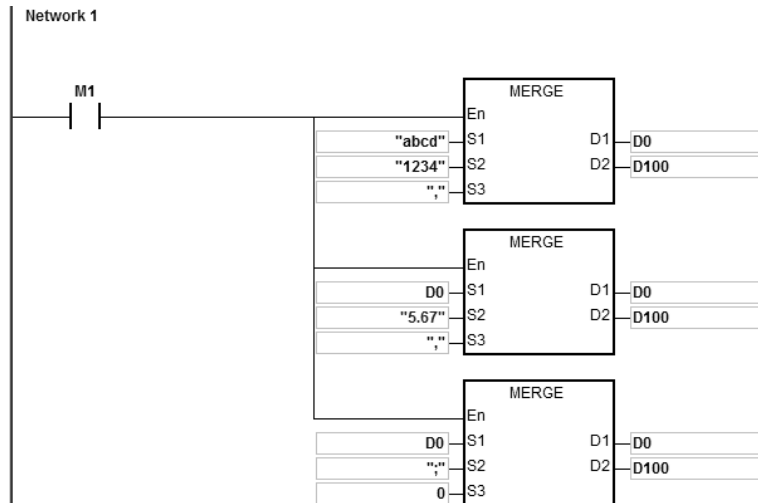 Network 1
M1
MERGE
En
"abcd" S1 D1 D0
"1234" S2 D2 D100
"," S3
MERGE
En
D0 S1 D1 D0
"5.67" S2 D2 D100
"," S3
MERGE
En
D0 S1 D1 D0
";" S2 D2 D100
0 S3